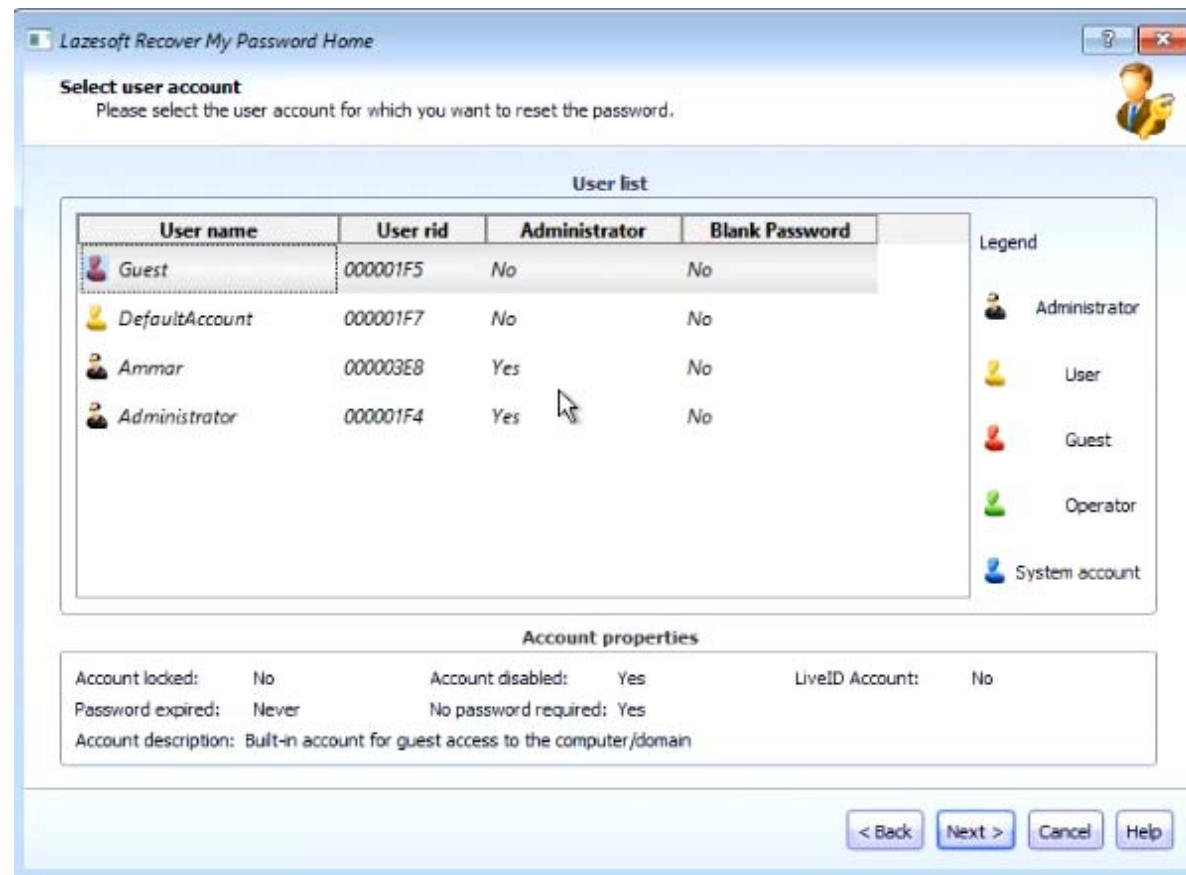 Lazesoft Recover My Password Home
Select user account
Please select the user account for which you want to reset the password.
User list
User name User rid Administrator Blank Password
Guest 000001F5 No No
DefaultAccount 000001F7 No No
Ammar 000003E8 Yes No
Administrator 000001F4 Yes No
Legend
Administrator
User
Guest
Operator
System account
Account properties
Account locked: No Account disabled: Yes LiveID Account: No
Password expired: Never No password required: Yes
Account description: Built-in account for guest access to the computer/domain
< Back Next > Cancel Help